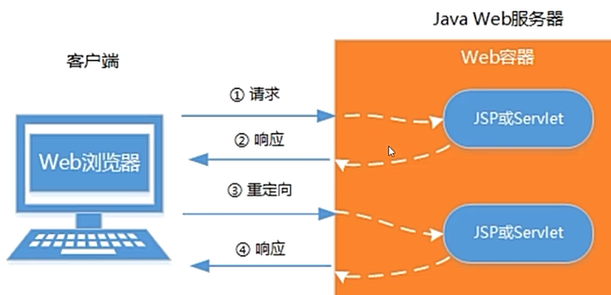 Java Web服务器
客户端
Web容器
① 请求
JSP或Servlet
② 响应
Web浏览器
③ 重定向
JSP或Servlet
④ 响应